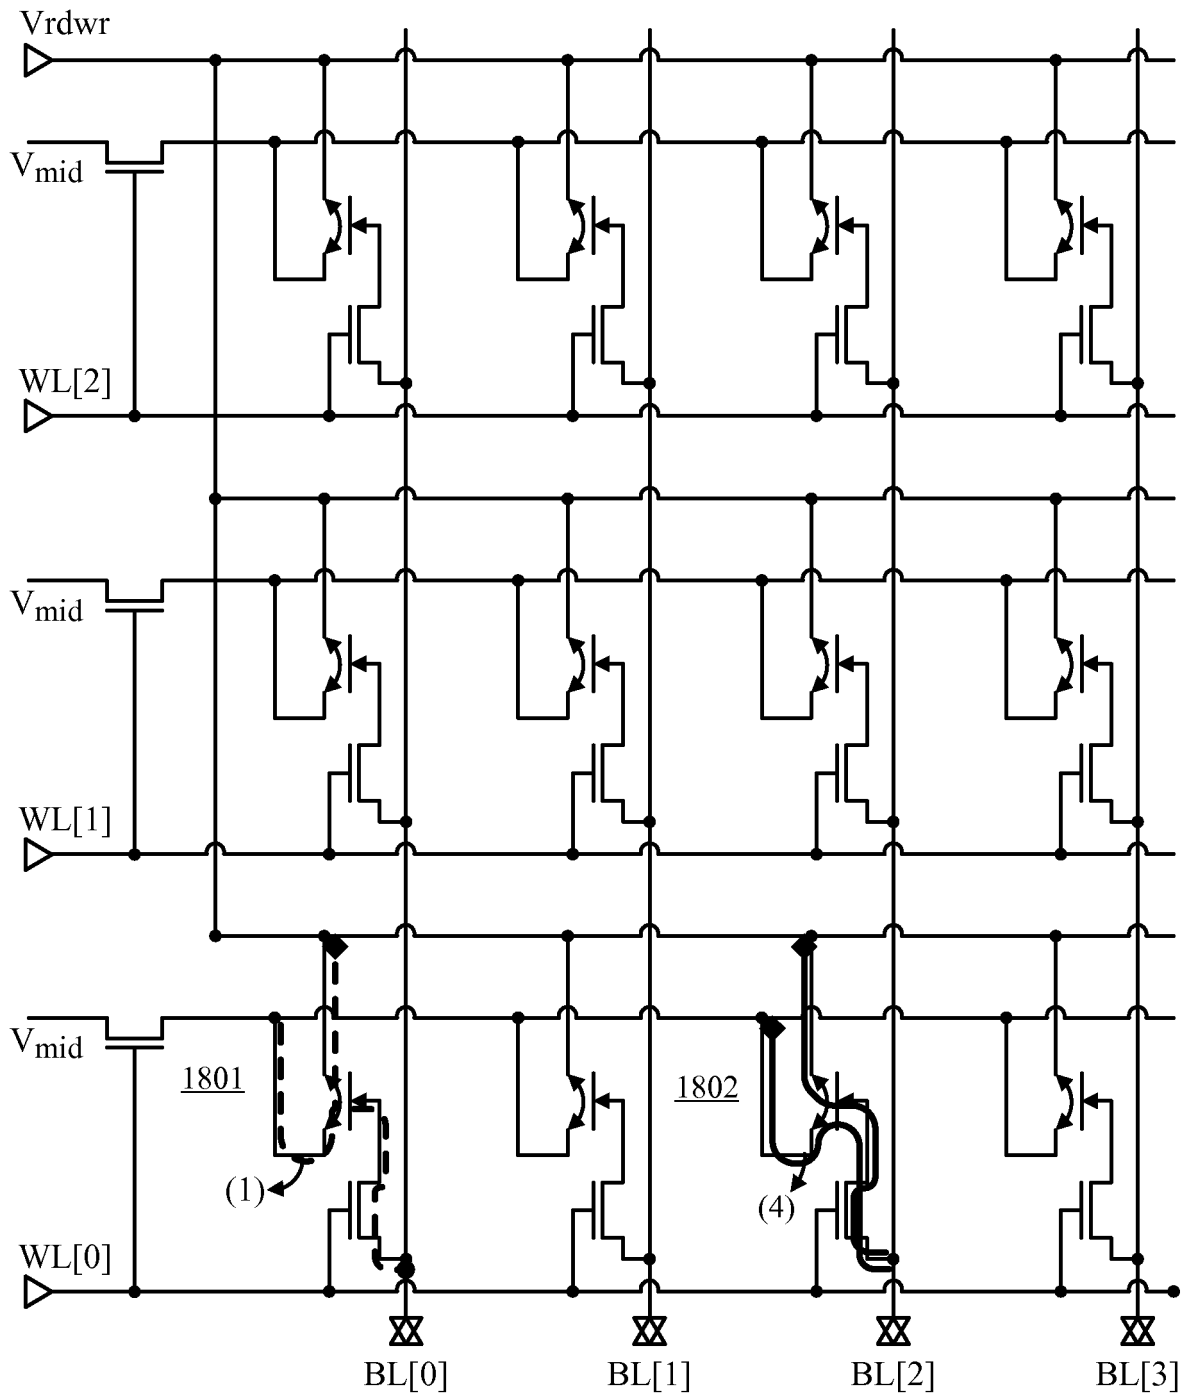 Vrdwr
Vmid
WL[2]
Vmid
WL[1]
Vmid
1801
1802
(1)
(4)
WL[0]
BL[0] BL[1] BL[2] BL[3]